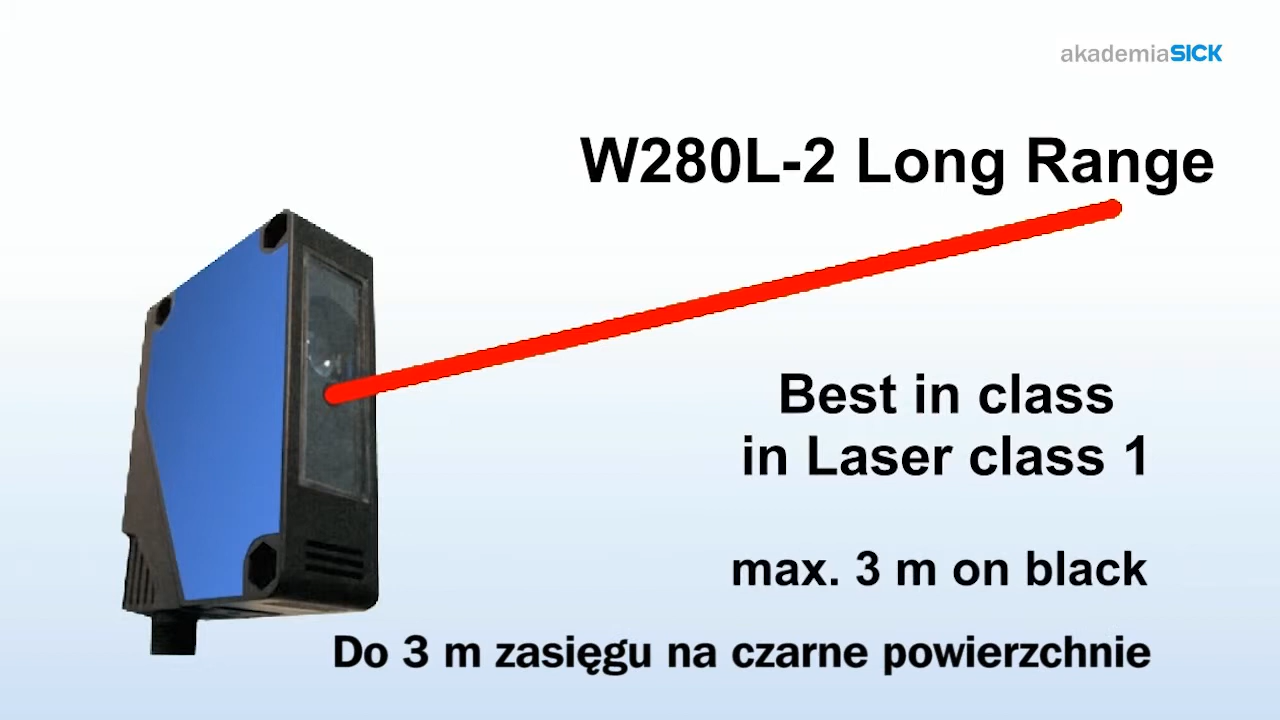 akademiaSICK
W280L-2 Long Range
Best in class
in Laser class 1
max. 3 m on black
Do 3 m zasięgu na czarne powierzchnie